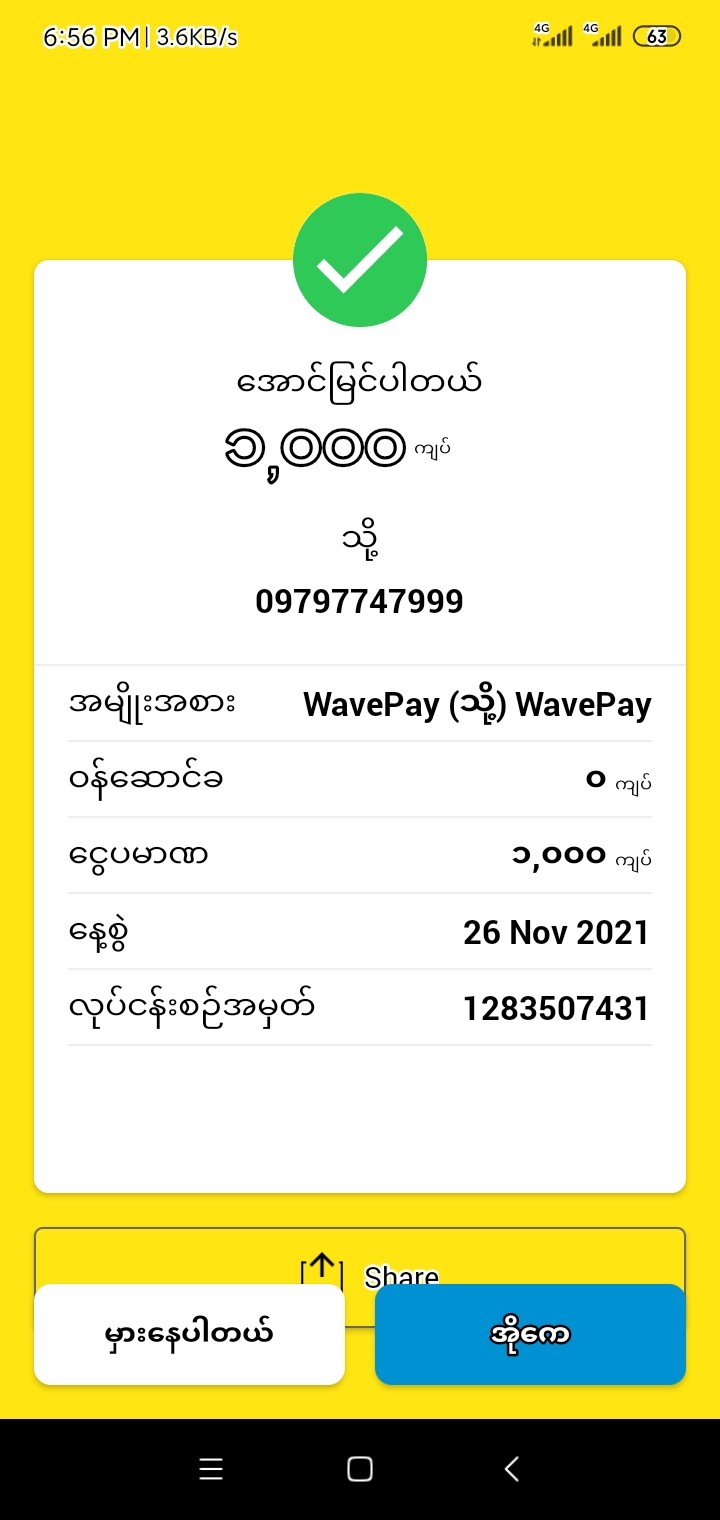 6:56 PM | 3.6KB/s 4G 4G 63
အောင်မြင်ပါတယ်
၁,၀၀၀ ကျပ်
သို့
09797747999
အမျိုးအစား WavePay (သို့) WavePay
ဝန်ဆောင်ခ ၀ ကျပ်
ငွေပမာဏ ၁,၀၀၀ ကျပ်
နေ့စွဲ 26 Nov 2021
လုပ်ငန်းစဉ်အမှတ် 1283507431
Share
မှားနေပါတယ် အိုကေ